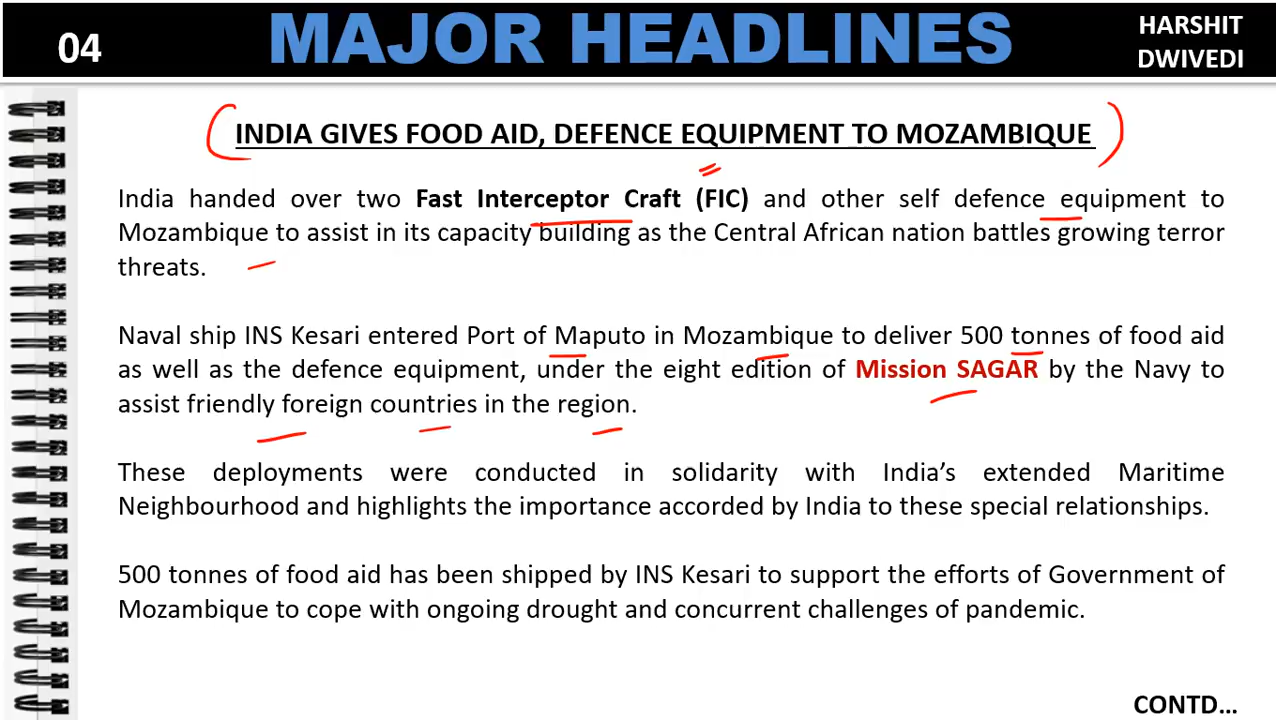 04
MAJOR HEADLINES
HARSHIT
DWIVEDI
INDIA GIVES FOOD AID, DEFENCE EQUIPMENT TO MOZAMBIQUE
India handed over two Fast Interceptor Craft (FIC) and other self defence equipment to
Mozambique to assist in its capacity building as the Central African nation battles growing terror
threats.
Naval ship INS Kesari entered Port of Maputo in Mozambique to deliver 500 tonnes of food aid
as well as the defence equipment, under the eight edition of Mission SAGAR by the Navy to
assist friendly foreign countries in the region.
These deployments were conducted in solidarity with India’s extended Maritime
Neighbourhood and highlights the importance accorded by India to these special relationships.
500 tonnes of food aid has been shipped by INS Kesari to support the efforts of Government of
Mozambique to cope with ongoing drought and concurrent challenges of pandemic.
CONTD...